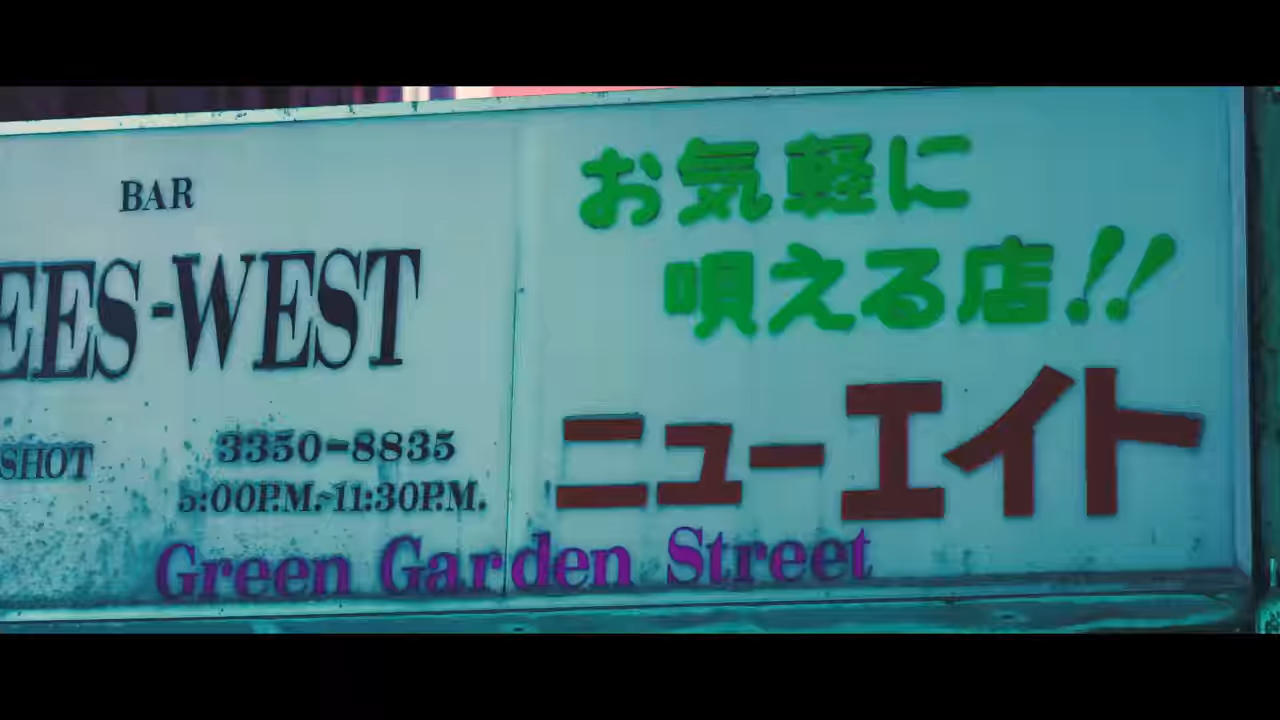 BAR
EES-WEST
SHOT
3350-8835
5:00P.M.~11:30P.M.
お気軽に
唄える店!!
ニューエイト
Green Garden Street